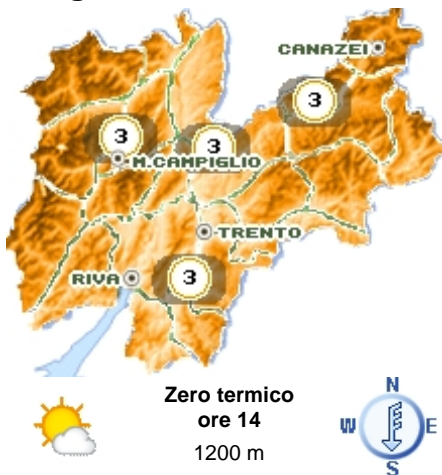 CANAZEI
3
3
3
M.CAMPIGLIO
TRENTO
RIVA
3
Zero termico
ore 14
1200 m
N
W E
S